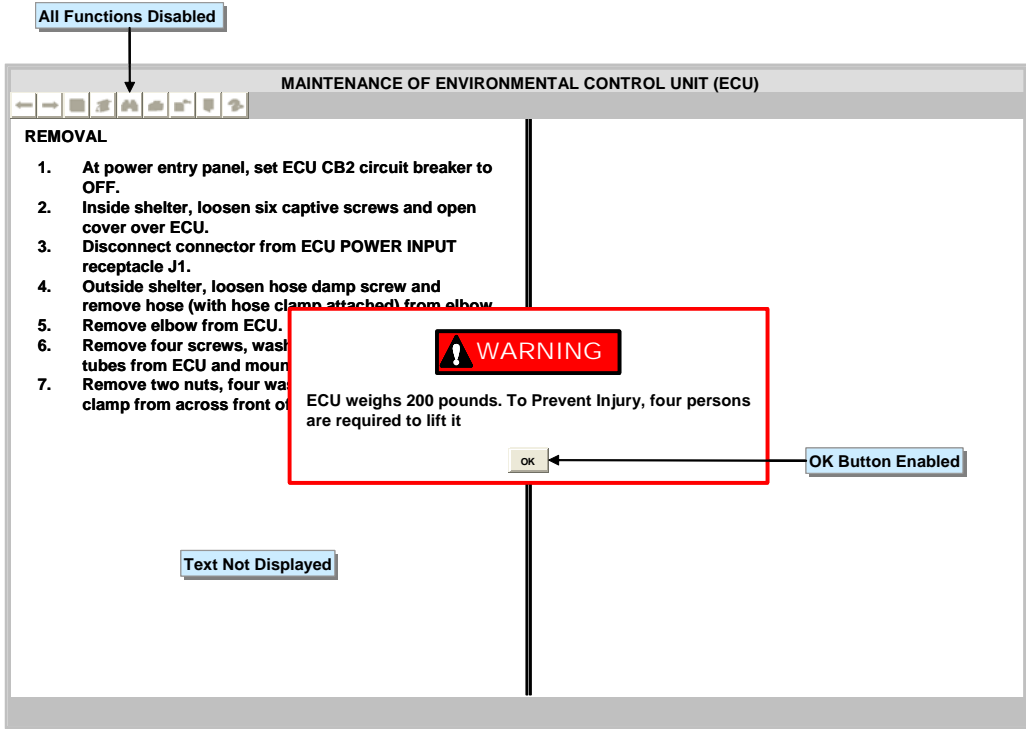 All Functions Disabled
MAINTENANCE OF ENVIRONMENTAL CONTROL UNIT (ECU)
REMOVAL
1. At power entry panel, set ECU CB2 circuit breaker to
OFF.
2. Inside shelter, loosen six captive screws and open
cover over ECU.
3. Disconnect connector from ECU POWER INPUT
receptacle J1.
4. Outside shelter, loosen hose damp screw and
remove hose (with hose clamp attached) from elbow
5. Remove elbow from ECU.
6. Remove four screws, wash
tubes from ECU and moun
7. Remove two nuts, four was
clamp from across front of
WARNING
ECU weighs 200 pounds. To Prevent Injury, four persons
are required to lift it
OK
OK Button Enabled
Text Not Displayed